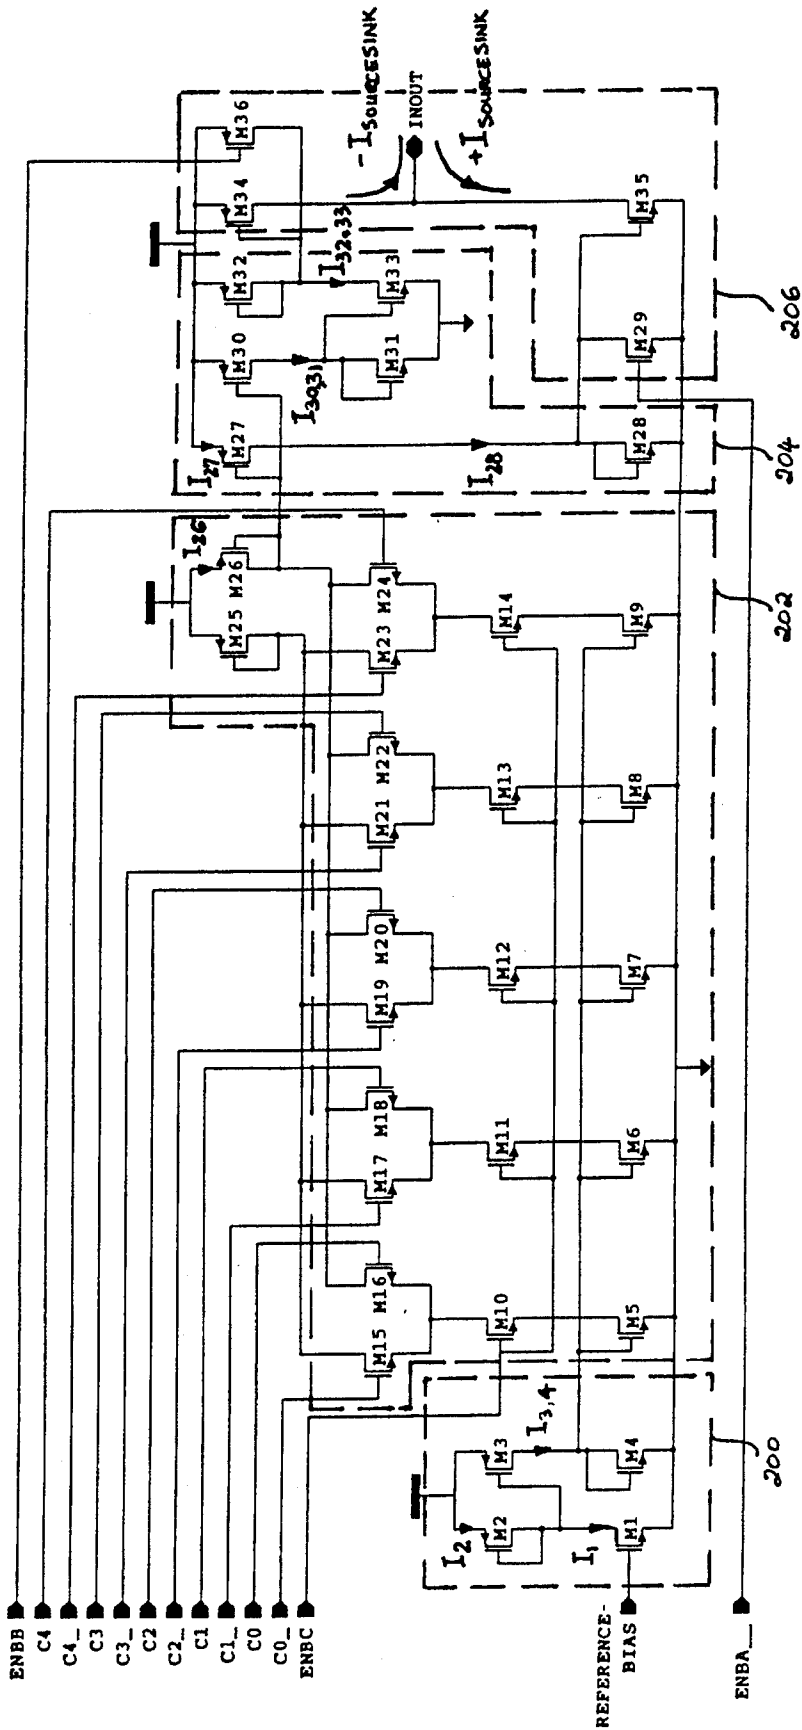 ENBB
C4
C4_
C3
C3_
C2
C2_
C1
C1_
C0
C0_
ENBC
REFERENCE-
BIAS
ENBA__
-ISOURCESINK
INOUT
+ISOURCESINK
M36
M34
M32
I32,33
M33
M30
I30,31
M31
M35
M29
206
I27
M27
I28
M28
204
I26
M25
M26
M23
M24
M14
M9
202
M21
M22
M13
M8
M19
M20
M12
M7
M17
M18
M11
M6
M15
M16
M10
M5
I2
M2
M3
I3,4
I1
M1
M4
200